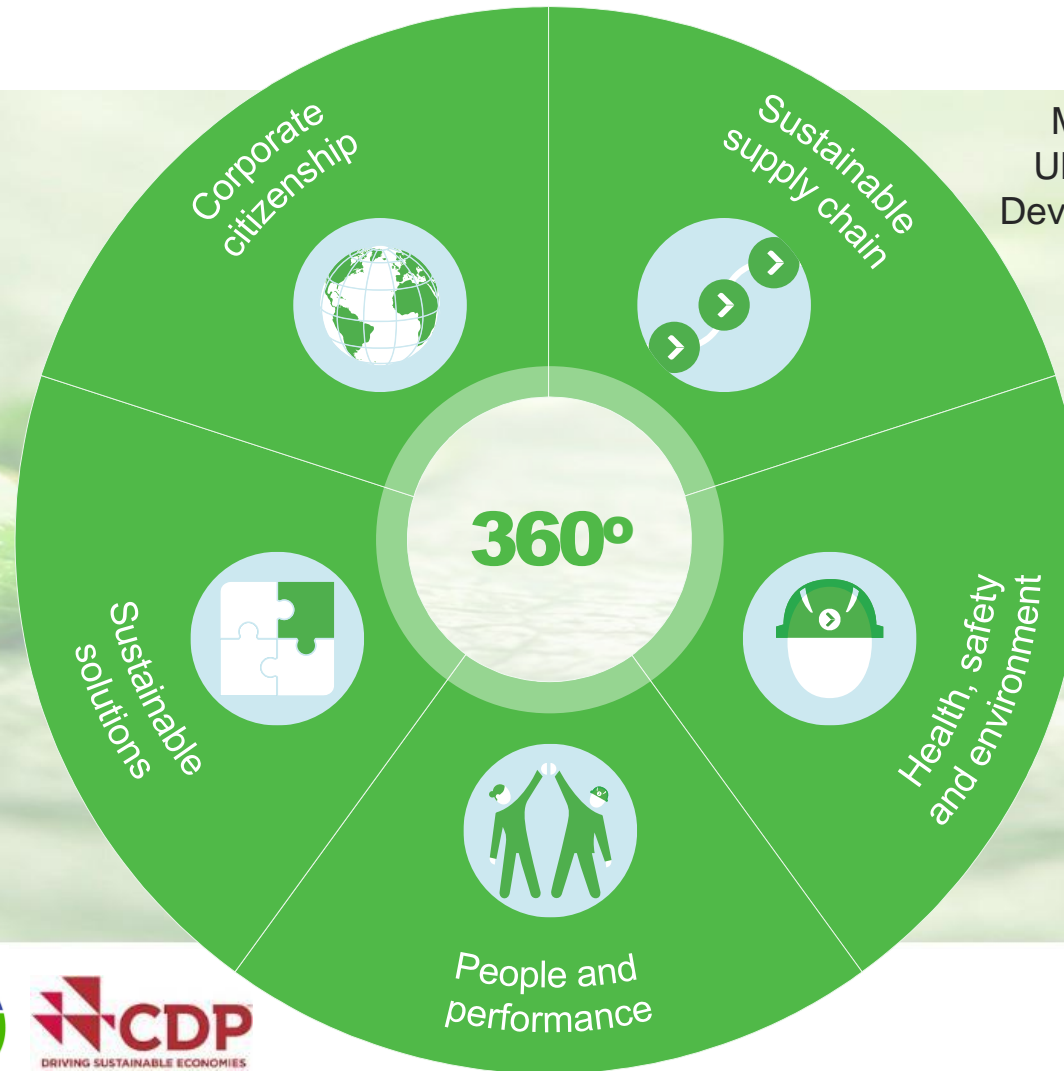 Corporate
citizenship
Sustainable
supply chain
Health, safety
and environment
People and
performance
Sustainable
solutions
360º
CDP
DRIVING SUSTAINABLE ECONOMIES